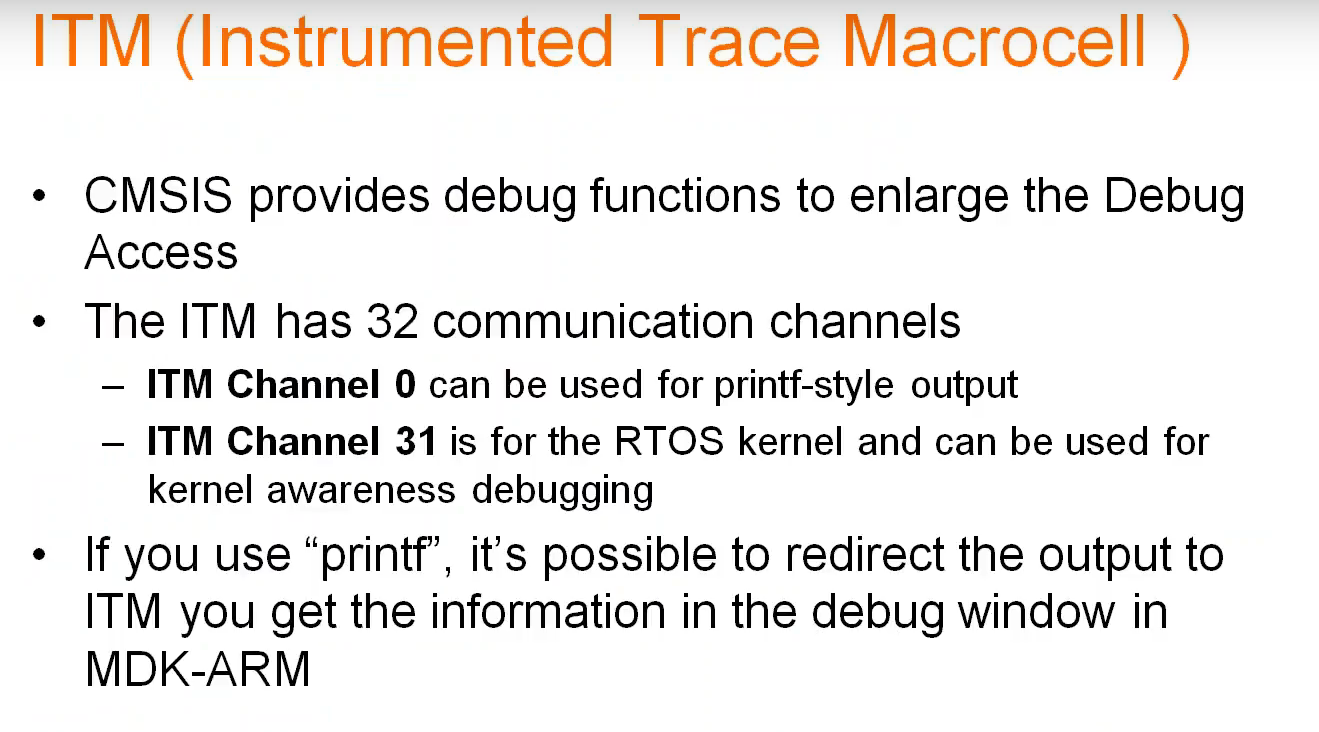 ITM (Instrumented Trace Macrocell )
• CMSIS provides debug functions to enlarge the Debug
Access
• The ITM has 32 communication channels
– ITM Channel 0 can be used for printf-style output
– ITM Channel 31 is for the RTOS kernel and can be used for
kernel awareness debugging
• If you use “printf”, it’s possible to redirect the output to
ITM you get the information in the debug window in
MDK-ARM